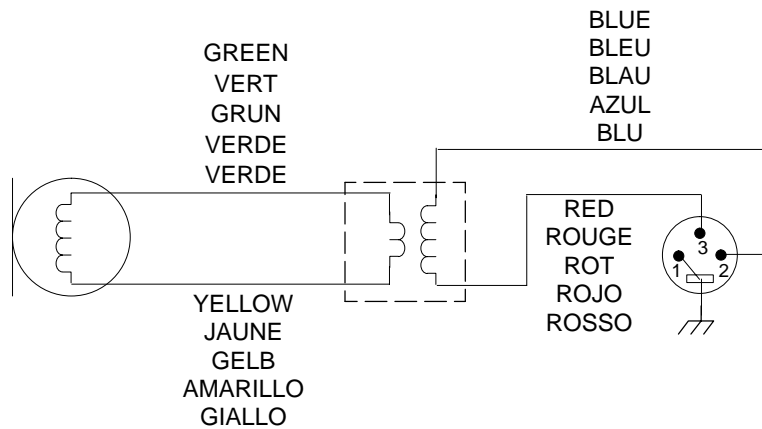 GREEN
VERT
GRUN
VERDE
VERDE
BLUE
BLEU
BLAU
AZUL
BLU
RED
ROUGE
ROT
ROJO
ROSSO
3
1
2
YELLOW
JAUNE
GELB
AMARILLO
GIALLO